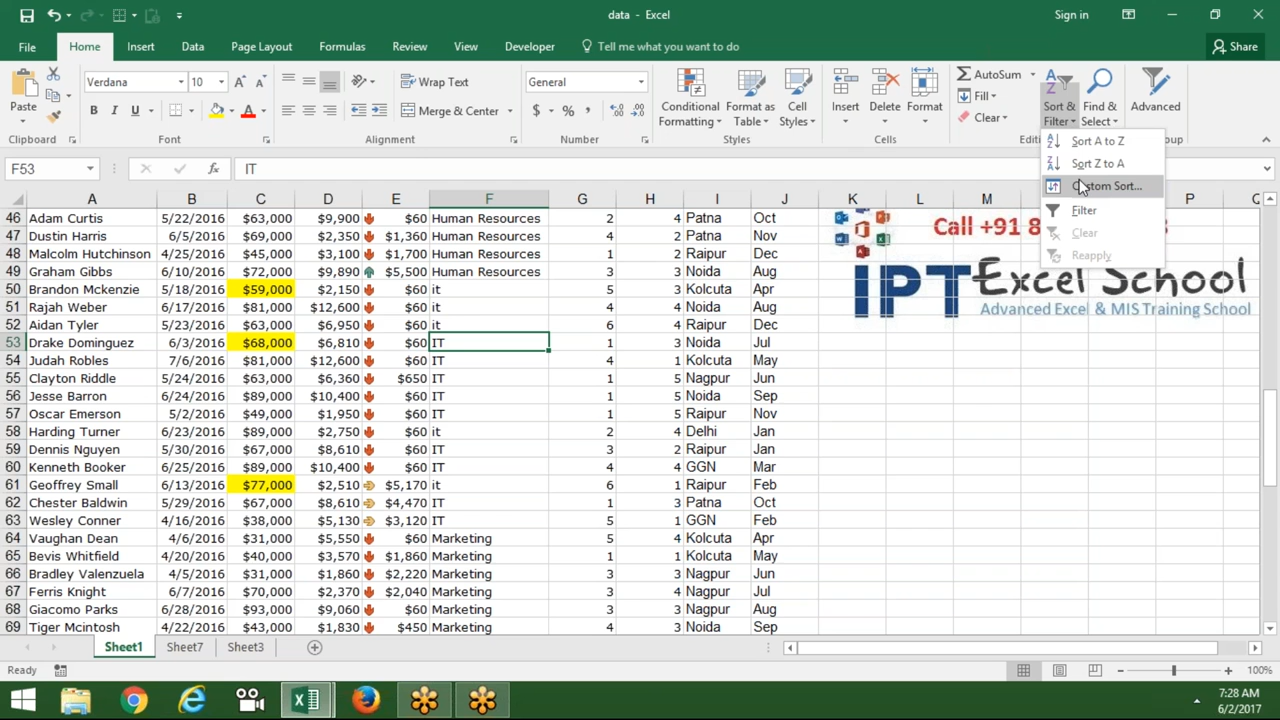 data - Excel
Sign in
File Home Insert Data Page Layout Formulas Review View Developer Tell me what you want to do Share
Paste
Verdana 10
B I U
Wrap Text
Merge & Center
General
$ % ,
Conditional Formatting
Format as Table
Cell Styles
Insert
Delete
Format
AutoSum
Fill
Clear
Sort & Filter
Find & Select
Advanced
Clipboard Font Alignment Number Styles Cells
Sort A to Z
Sort Z to A
Custom Sort...
Filter
Clear
Reapply
F53 IT
A B C D E F G H I J K L M N P Q
46 Adam Curtis 5/22/2016 $63,000 $9,900 $60 Human Resources 2 4 Patna Oct
47 Dustin Harris 6/5/2016 $69,000 $2,350 $1,360 Human Resources 4 2 Patna Nov
48 Malcolm Hutchinson 4/25/2016 $45,000 $3,100 $1,700 Human Resources 1 2 Raipur Dec
49 Graham Gibbs 6/10/2016 $72,000 $9,890 $5,500 Human Resources 3 3 Noida Aug
50 Brandon Mckenzie 5/18/2016 $59,000 $2,150 $60 it 5 3 Kolcuta Apr
51 Rajah Weber 6/17/2016 $81,000 $12,600 $60 it 4 4 Noida Aug
52 Aidan Tyler 5/23/2016 $63,000 $6,950 $60 it 6 4 Raipur Dec
53 Drake Dominguez 6/3/2016 $68,000 $6,810 $60 IT 1 3 Noida Jul
54 Judah Robles 7/6/2016 $81,000 $12,600 $60 IT 4 1 Kolcuta May
55 Clayton Riddle 5/24/2016 $63,000 $6,360 $650 IT 1 5 Nagpur Jun
56 Jesse Barron 6/24/2016 $89,000 $10,400 $60 IT 1 5 Noida Sep
57 Oscar Emerson 5/2/2016 $49,000 $1,950 $60 IT 1 5 Raipur Nov
58 Harding Turner 6/23/2016 $89,000 $2,750 $60 it 2 4 Delhi Jan
59 Dennis Nguyen 5/30/2016 $67,000 $8,610 $60 IT 3 2 Raipur Jan
60 Kenneth Booker 6/25/2016 $89,000 $10,400 $60 IT 4 4 GGN Mar
61 Geoffrey Small 6/13/2016 $77,000 $2,510 $5,170 it 6 1 Raipur Feb
62 Chester Baldwin 5/29/2016 $67,000 $8,610 $4,470 IT 1 3 Patna Oct
63 Wesley Conner 4/16/2016 $38,000 $5,130 $3,120 IT 5 1 GGN Feb
64 Vaughan Dean 4/6/2016 $31,000 $5,550 $60 Marketing 5 4 Kolcuta Apr
65 Bevis Whitfield 4/20/2016 $40,000 $3,570 $1,860 Marketing 1 1 Kolcuta May
66 Bradley Valenzuela 4/5/2016 $31,000 $1,860 $2,220 Marketing 3 3 Nagpur Jun
67 Ferris Knight 6/7/2016 $70,000 $2,370 $2,040 Marketing 3 3 Nagpur Jul
68 Giacomo Parks 6/28/2016 $93,000 $9,060 $60 Marketing 3 3 Nagpur Aug
69 Tiger Mcintosh 4/22/2016 $43,000 $1,830 $450 Marketing 4 3 Noida Sep
Call +91 8
IPT Excel School
Advanced Excel & MIS Training School
Sheet1 Sheet7 Sheet3
Ready 100%
7:28 AM
6/2/2017